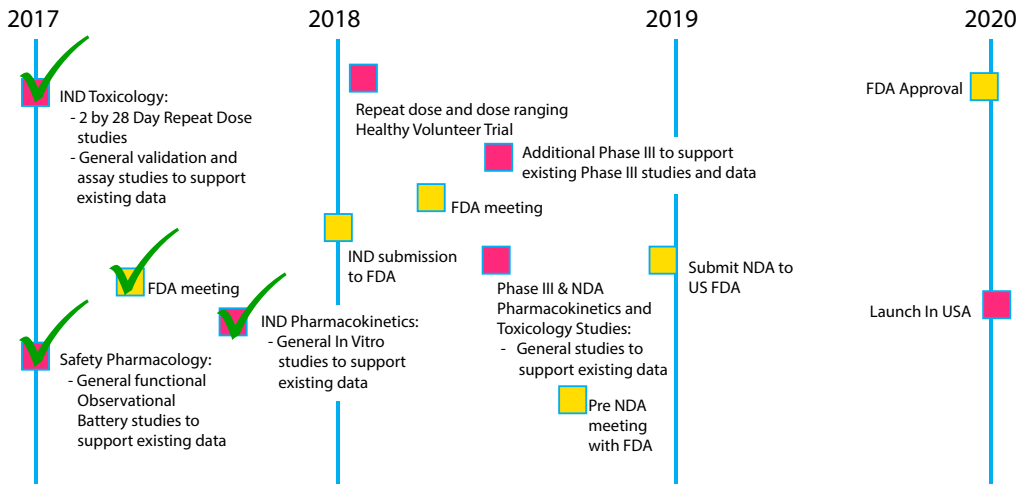 2017
2018
2019
2020
IND Toxicology:
- 2 by 28 Day Repeat Dose
studies
- General validation and
assay studies to support
existing data
FDA meeting
Safety Pharmacology:
- General functional
Observational
Battery studies to
support existing data
IND Pharmacokinetics:
- General In Vitro
studies to support
existing data
Repeat dose and dose ranging
Healthy Volunteer Trial
Additional Phase III to support
existing Phase III studies and data
FDA meeting
IND submission
to FDA
Phase III & NDA
Pharmacokinetics and
Toxicology Studies:
- General studies to
support existing data
Pre NDA
meeting
with FDA
Submit NDA to
US FDA
FDA Approval
Launch In USA